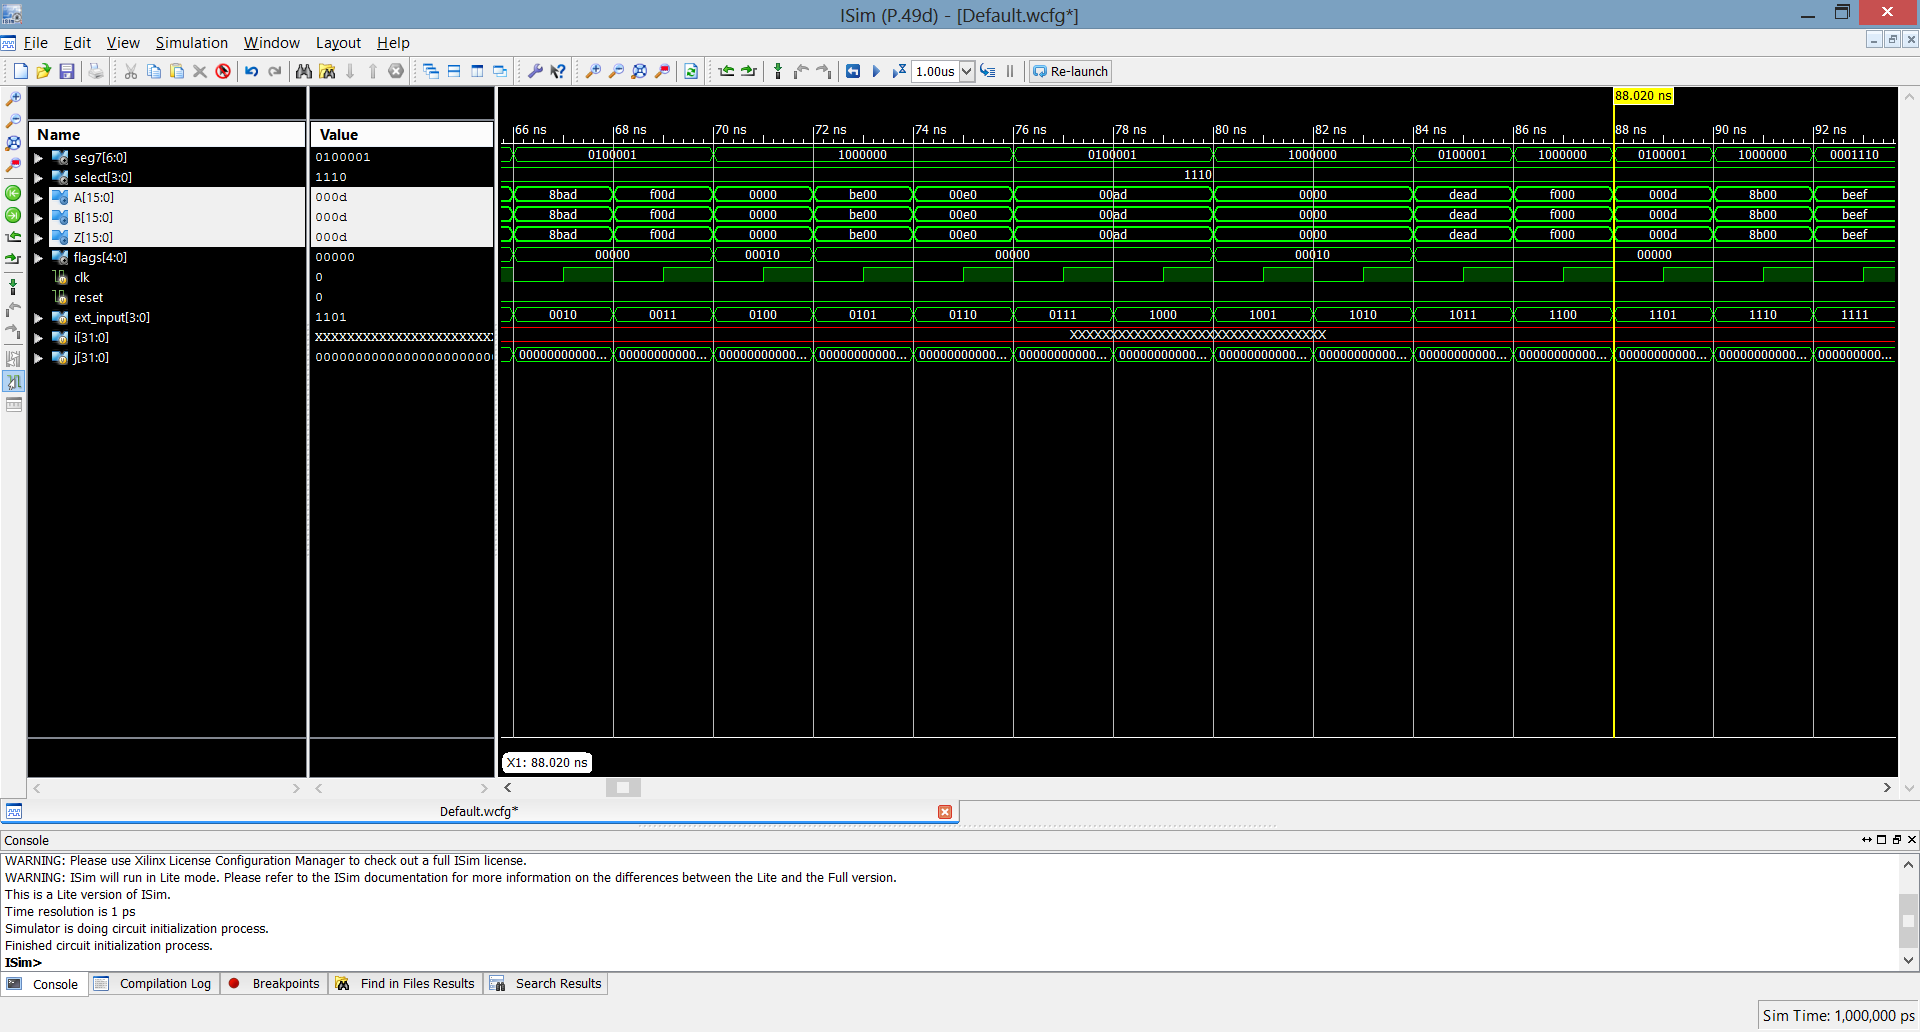 ISim (P.49d) - [Default.wcfg*]
File Edit View Simulation Window Layout Help
1.00us Re-launch
88.020 ns
Name Value 66 ns 68 ns 70 ns 72 ns 74 ns 76 ns 78 ns 80 ns 82 ns 84 ns 86 ns 88 ns 90 ns 92 ns
seg7[6:0] 0100001 0100001 1000000 0100001 1000000 0100001 1000000 0100001 1000000 0001110
select[3:0] 1110 1110
A[15:0] 000d 8bad f00d 0000 be00 00e0 00ad 0000 dead f000 000d 8b00 beef
B[15:0] 000d 8bad f00d 0000 be00 00e0 00ad 0000 dead f000 000d 8b00 beef
Z[15:0] 000d 8bad f00d 0000 be00 00e0 00ad 0000 dead f000 000d 8b00 beef
flags[4:0] 00000 00000 00010 00000 00010 00000
clk 0
reset 0
ext_input[3:0] 1101 0010 0011 0100 0101 0110 0111 1000 1001 1010 1011 1100 1101 1110 1111
i[31:0] XXXXXXXXXXXXXXXXXXXXXXX XXXXXXXXXXXXXXXXXXXXXXXXXXXXXXXX
j[31:0] 00000000000000000000000 00000000000... 00000000000... 00000000000... 00000000000... 00000000000... 00000000000... 00000000000... 00000000000... 00000000000... 00000000000... 00000000000... 00000000000... 00000000000... 000000000...
X1: 88.020 ns
Default.wcfg*
Console
WARNING: Please use Xilinx License Configuration Manager to check out a full ISim license.
WARNING: ISim will run in Lite mode. Please refer to the ISim documentation for more information on the differences between the Lite and the Full version.
This is a Lite version of ISim.
Time resolution is 1 ps
Simulator is doing circuit initialization process.
Finished circuit initialization process.
ISim>
Console Compilation Log Breakpoints Find in Files Results Search Results
Sim Time: 1,000,000 ps